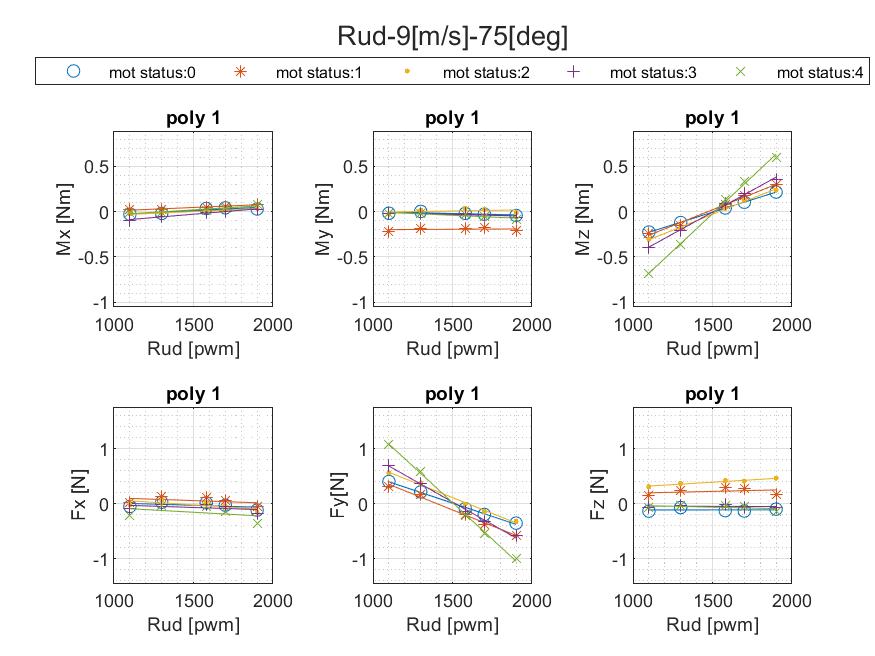 Rud-9[m/s]-75[deg]
mot status:0 mot status:1 mot status:2 mot status:3 mot status:4
poly 1 poly 1 poly 1
0.5 0.5 0.5
0 0 0
-0.5 -0.5 -0.5
-1 -1 -1
Mx [Nm] My [Nm] Mz [Nm]
1000 1500 2000 1000 1500 2000 1000 1500 2000
Rud [pwm] Rud [pwm] Rud [pwm]
poly 1 poly 1 poly 1
1 1 1
0 0 0
-1 -1 -1
Fx [N] Fy[N] Fz [N]
1000 1500 2000 1000 1500 2000 1000 1500 2000
Rud [pwm] Rud [pwm] Rud [pwm]